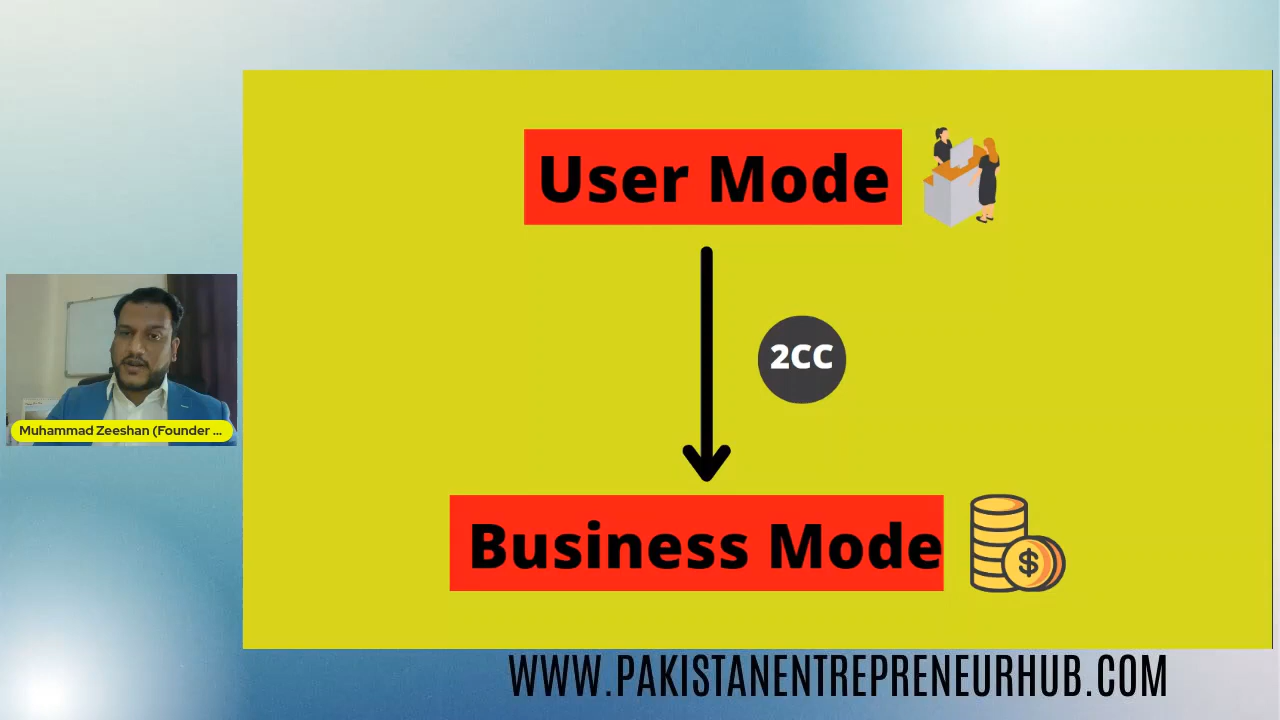 User Mode
2CC
Muhammad Zeeshan (Founder ...
Business Mode
$
WWW.PAKISTANENTREPRENEURHUB.COM